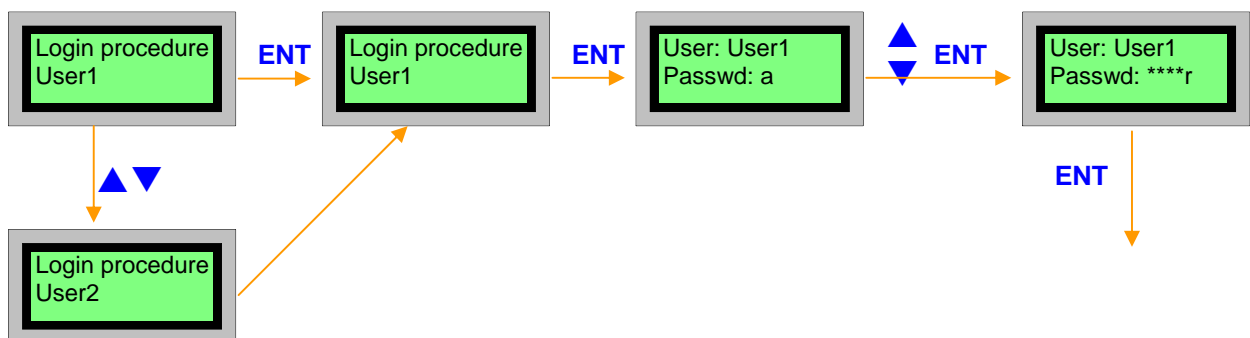 Login procedure
User1
ENT
Login procedure
User1
ENT
User: User1
Passwd: a
ENT
User: User1
Passwd: ****r
ENT
Login procedure
User2